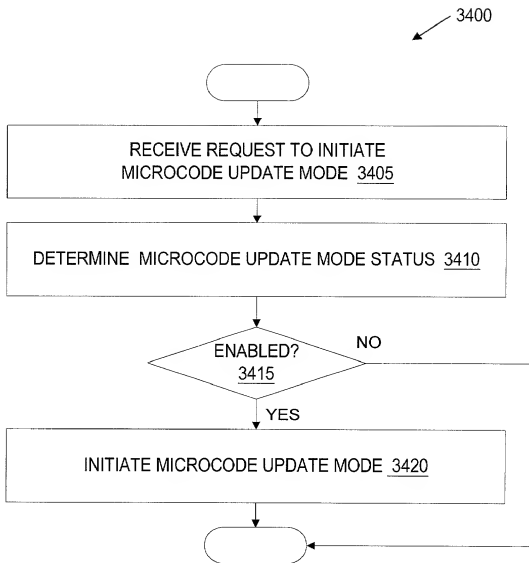 3400
RECEIVE REQUEST TO INITIATE
MICROCODE UPDATE MODE 3405
DETERMINE MICROCODE UPDATE MODE STATUS 3410
ENABLED?
3415
NO
YES
INITIATE MICROCODE UPDATE MODE 3420